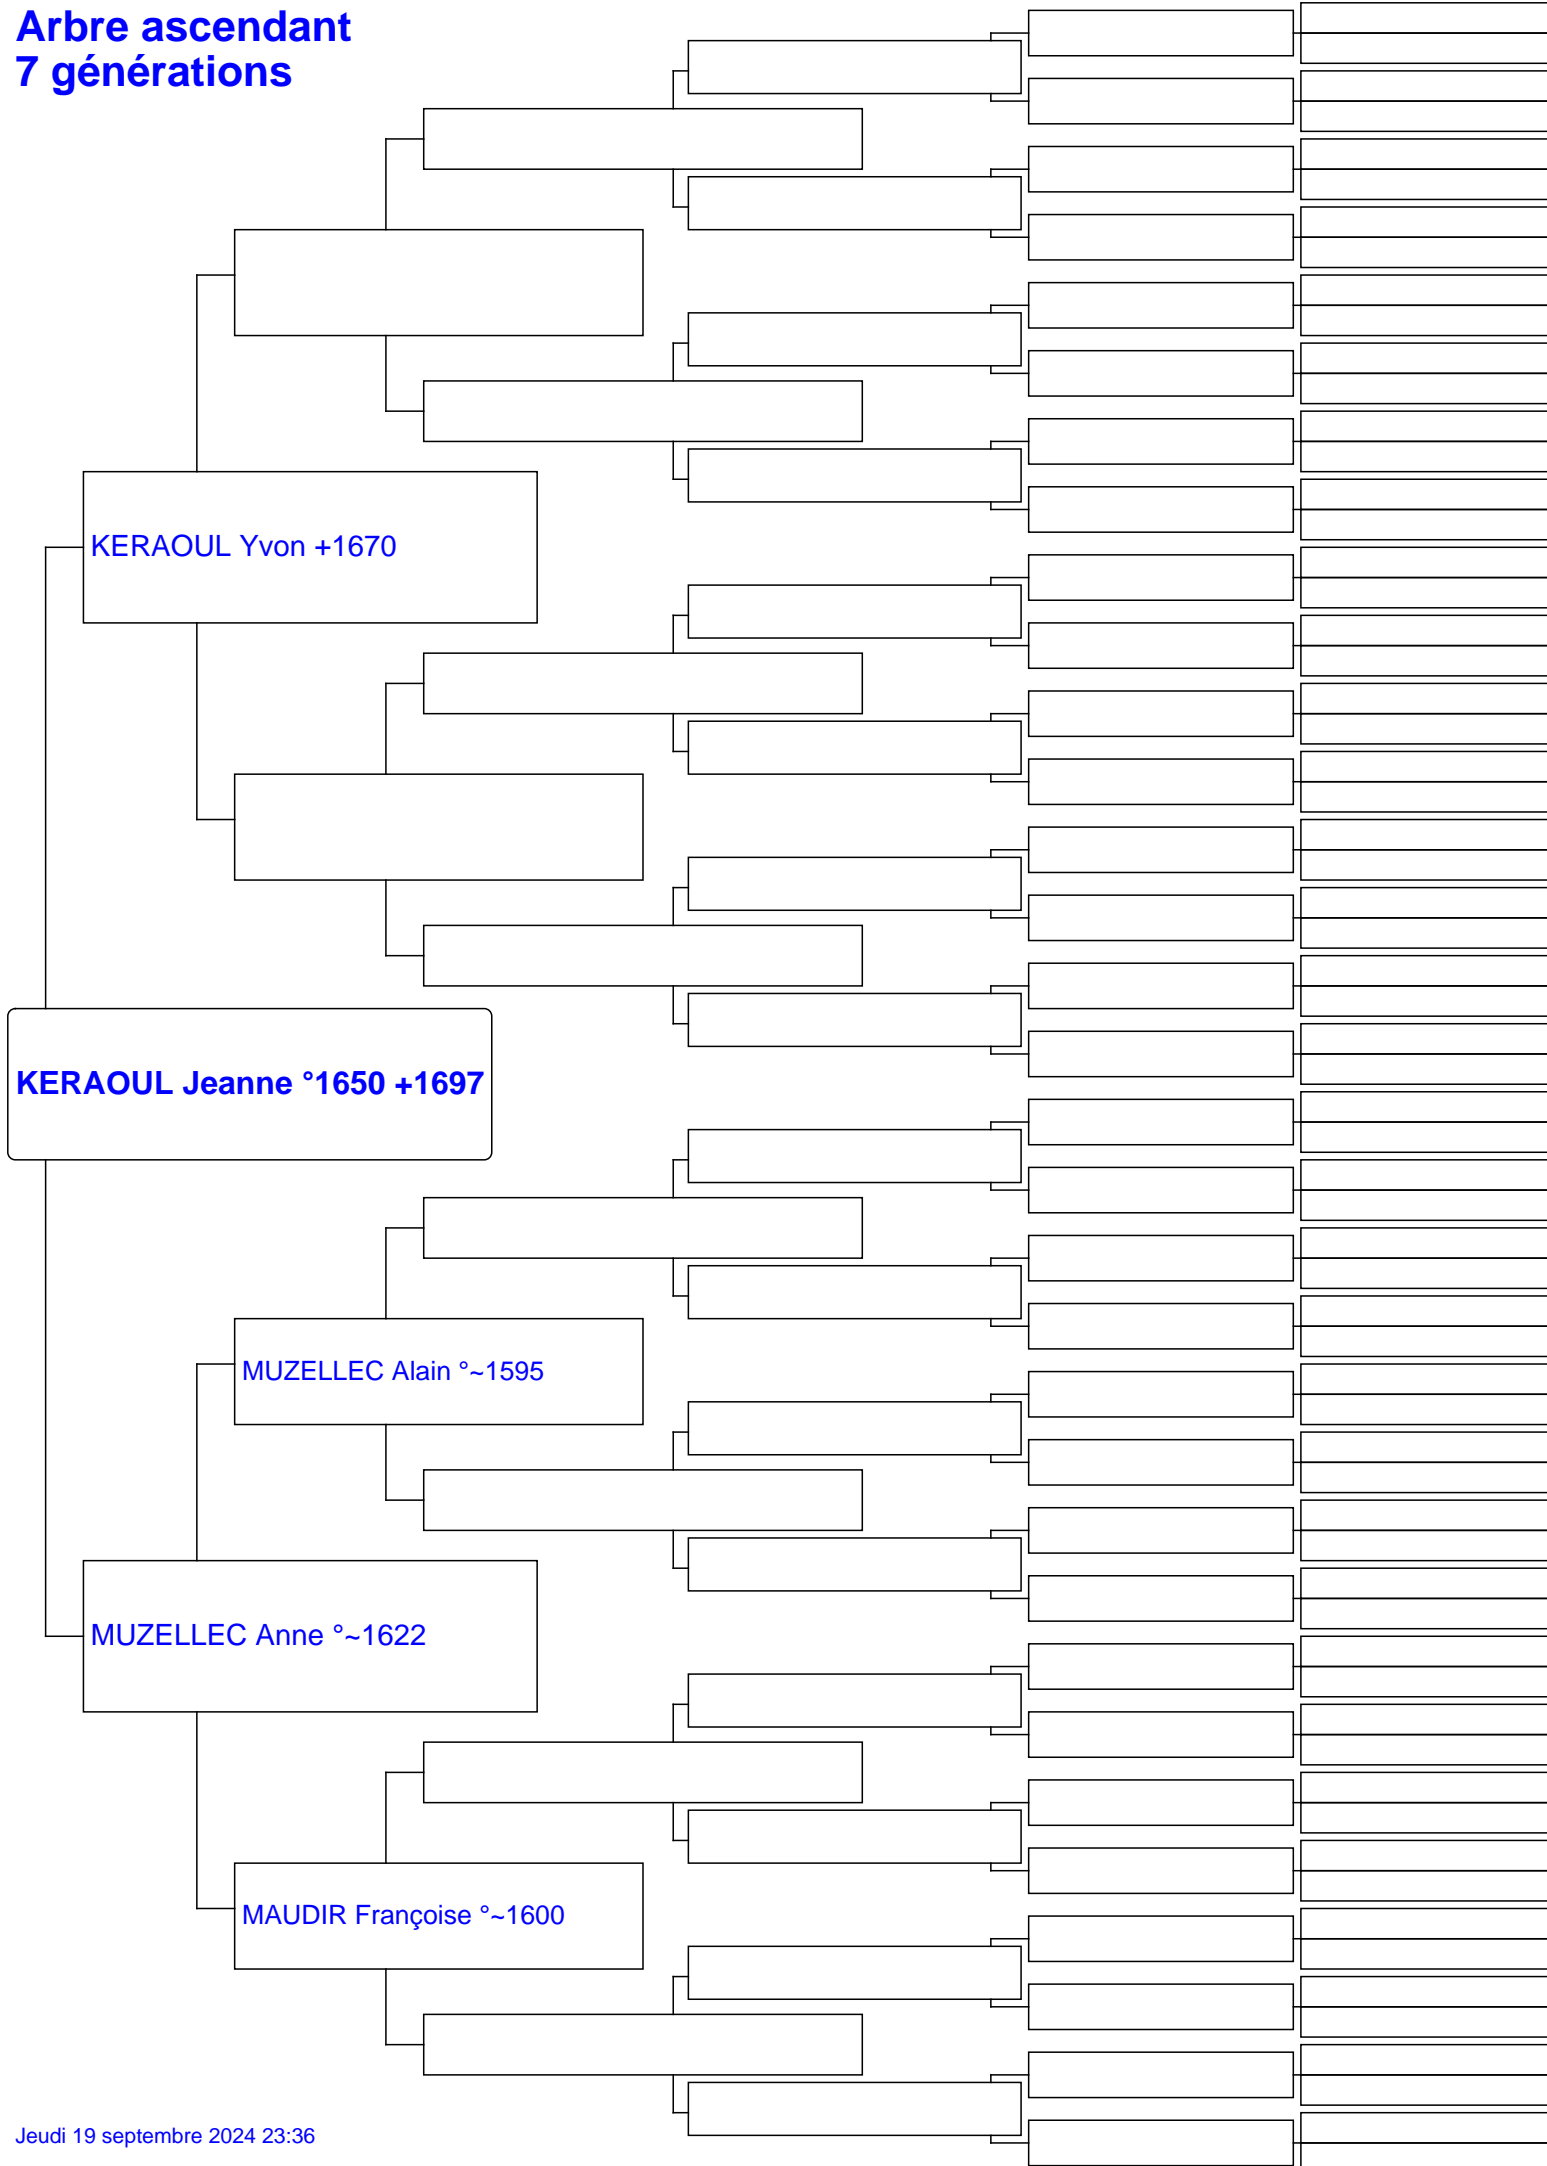 Arbre ascendant
7 générations
KERAOUL Yvon +1670
KERAOUL Jeanne °1650 +1697
MUZELLEC Alain °~1595
MUZELLEC Anne °~1622
MAUDIR Françoise °~1600
Jeudi 19 septembre 2024 23:36